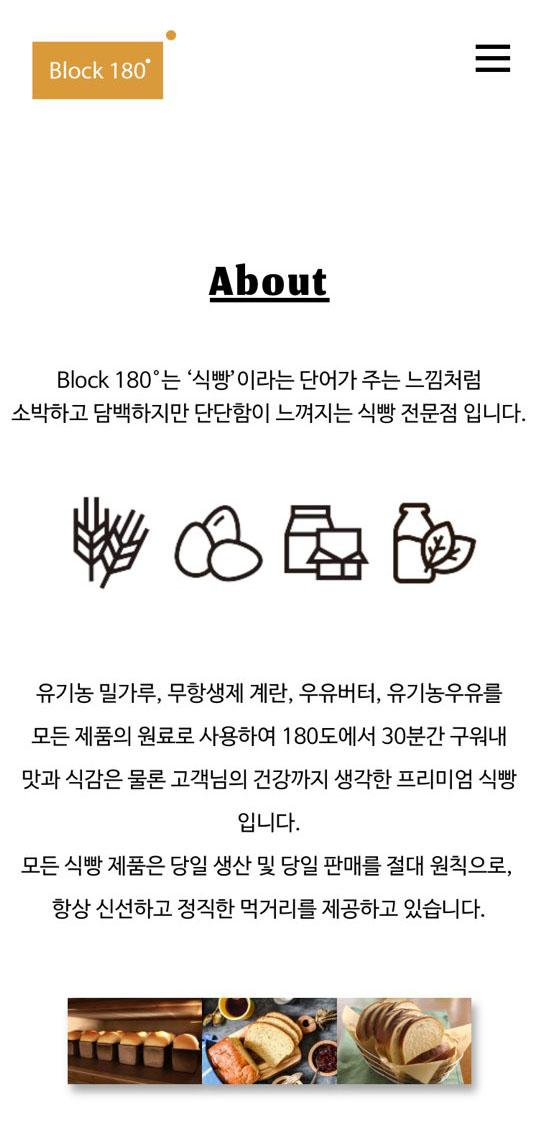 Block 180°
About
Block 180°는 ‘식빵’이라는 단어가 주는 느낌처럼
소박하고 담백하지만 단단함이 느껴지는 식빵 전문점 입니다.
유기농 밀가루, 무항생제 계란, 우유버터, 유기농우유를
모든 제품의 원료로 사용하여 180도에서 30분간 구워내
맛과 식감은 물론 고객님의 건강까지 생각한 프리미엄 식빵
입니다.
모든 식빵 제품은 당일 생산 및 당일 판매를 절대 원칙으로,
항상 신선하고 정직한 먹거리를 제공하고 있습니다.